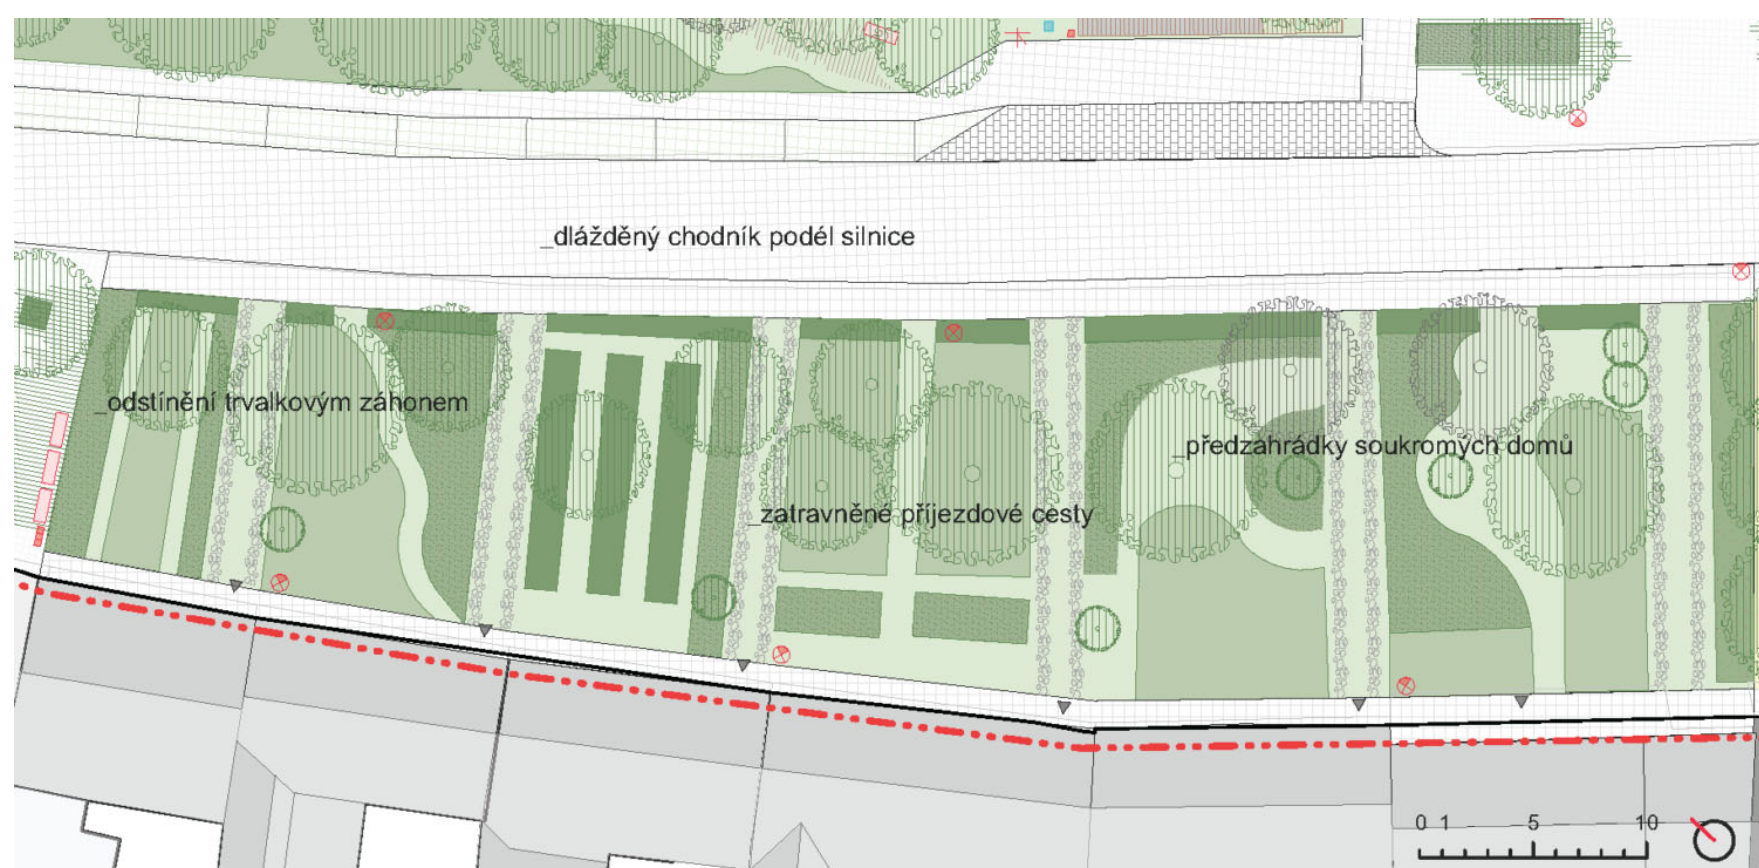 _dlážděný chodník podél silnice
_odstínění trvalkovým záhonem
_předzahrádky soukromých domů
_zatravněné příjezdové cesty
0 1 5 10